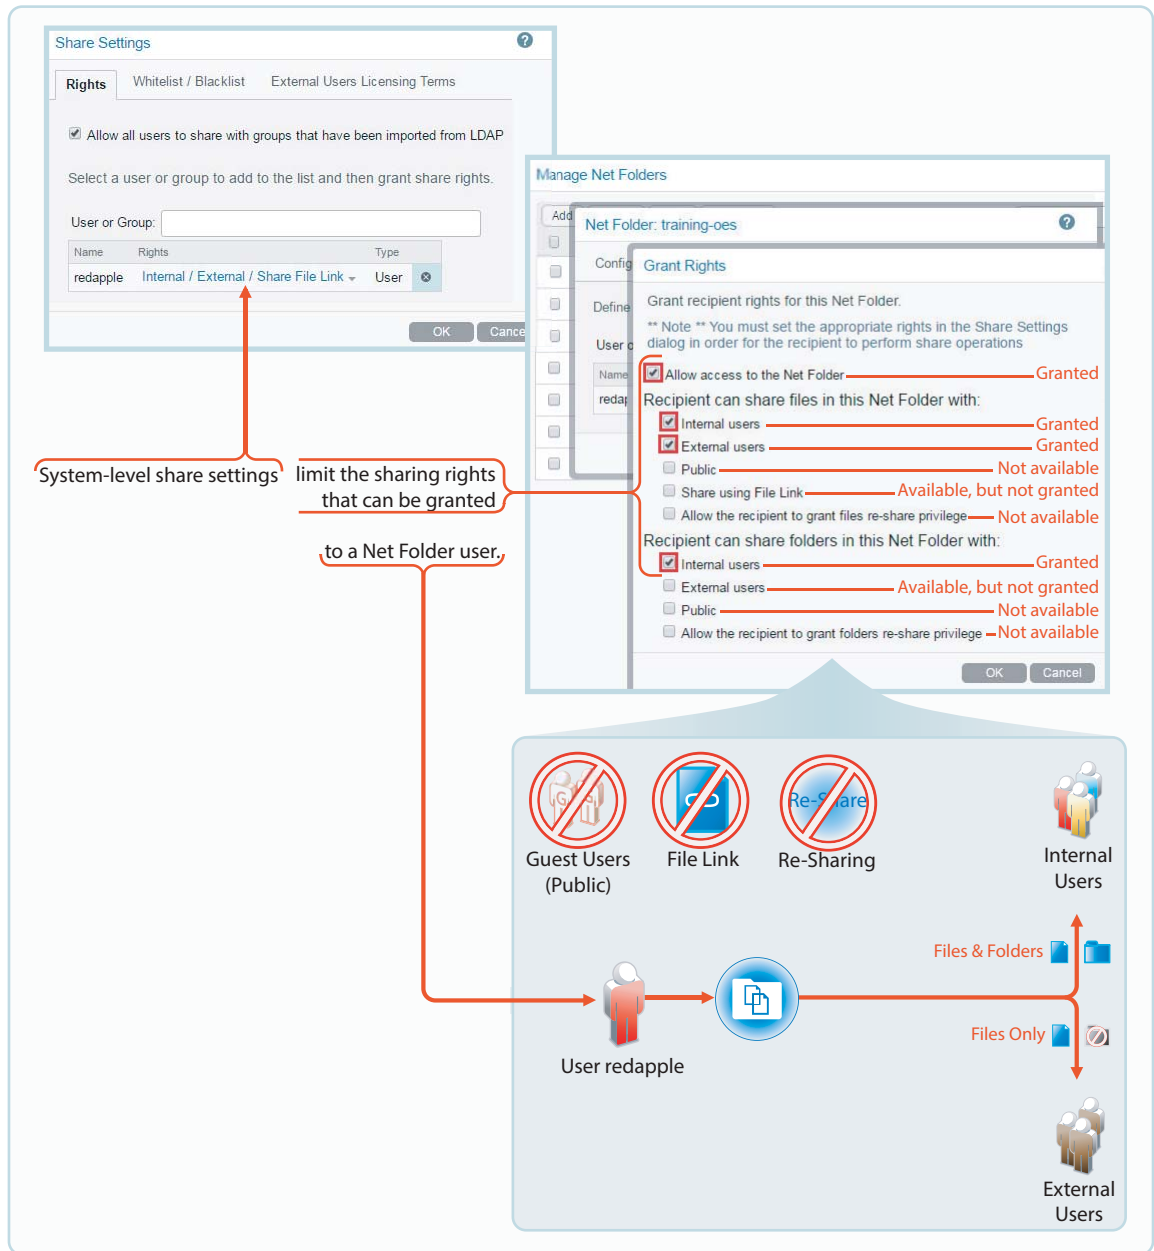 Share Settings
Rights
Whitelist / Blacklist
External Users Licensing Terms
Allow all users to share with groups that have been imported from LDAP
Select a user or group to add to the list and then grant share rights.
User or Group:
Name Rights Type
redapple Internal / External / Share File Link User
OK Cance
Manage Net Folders
Add
Net Folder: training-oes
Config
Define
User o
Name
redap
Grant Rights
Grant recipient rights for this Net Folder.
** Note ** You must set the appropriate rights in the Share Settings
dialog in order for the recipient to perform share operations
Allow access to the Net Folder Granted
Recipient can share files in this Net Folder with:
Internal users Granted
External users Granted
Public Not available
Share using File Link Available, but not granted
Allow the recipient to grant files re-share privilege Not available
Recipient can share folders in this Net Folder with:
Internal users Granted
External users Available, but not granted
Public Not available
Allow the recipient to grant folders re-share privilege Not available
OK Cancel
System-level share settings
limit the sharing rights
that can be granted
to a Net Folder user.
G G
Re-Share
Guest Users
(Public)
File Link
Re-Sharing
Internal
Users
Files & Folders
Files Only
User redapple
External
Users